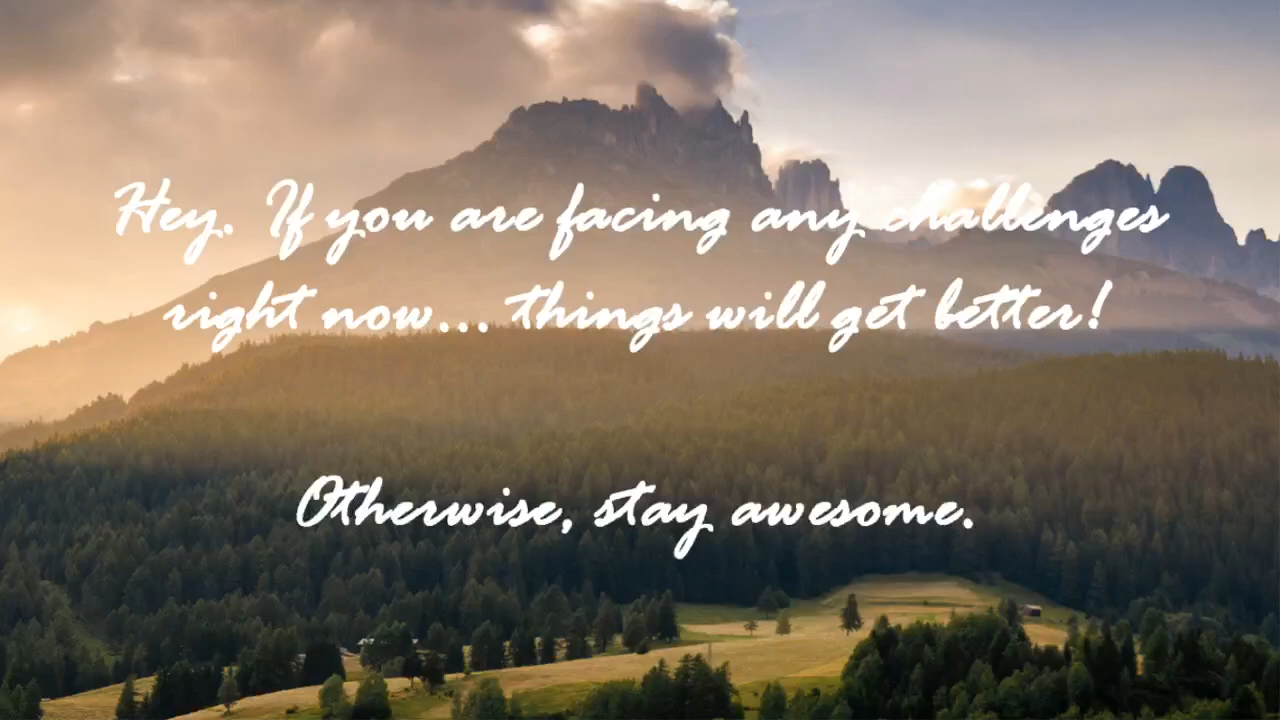 Hey. If you are facing any challenges
right now... things will get better!
Otherwise, stay awesome.